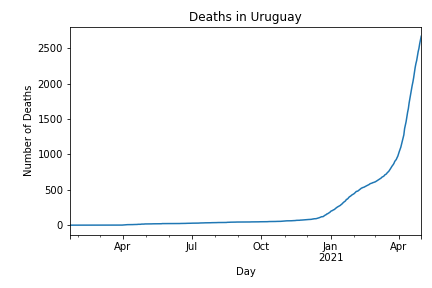 Deaths in Uruguay
Number of Deaths
2500
2000
1500
1000
500
0
Apr
Jul
Oct
Jan
2021
Apr
Day